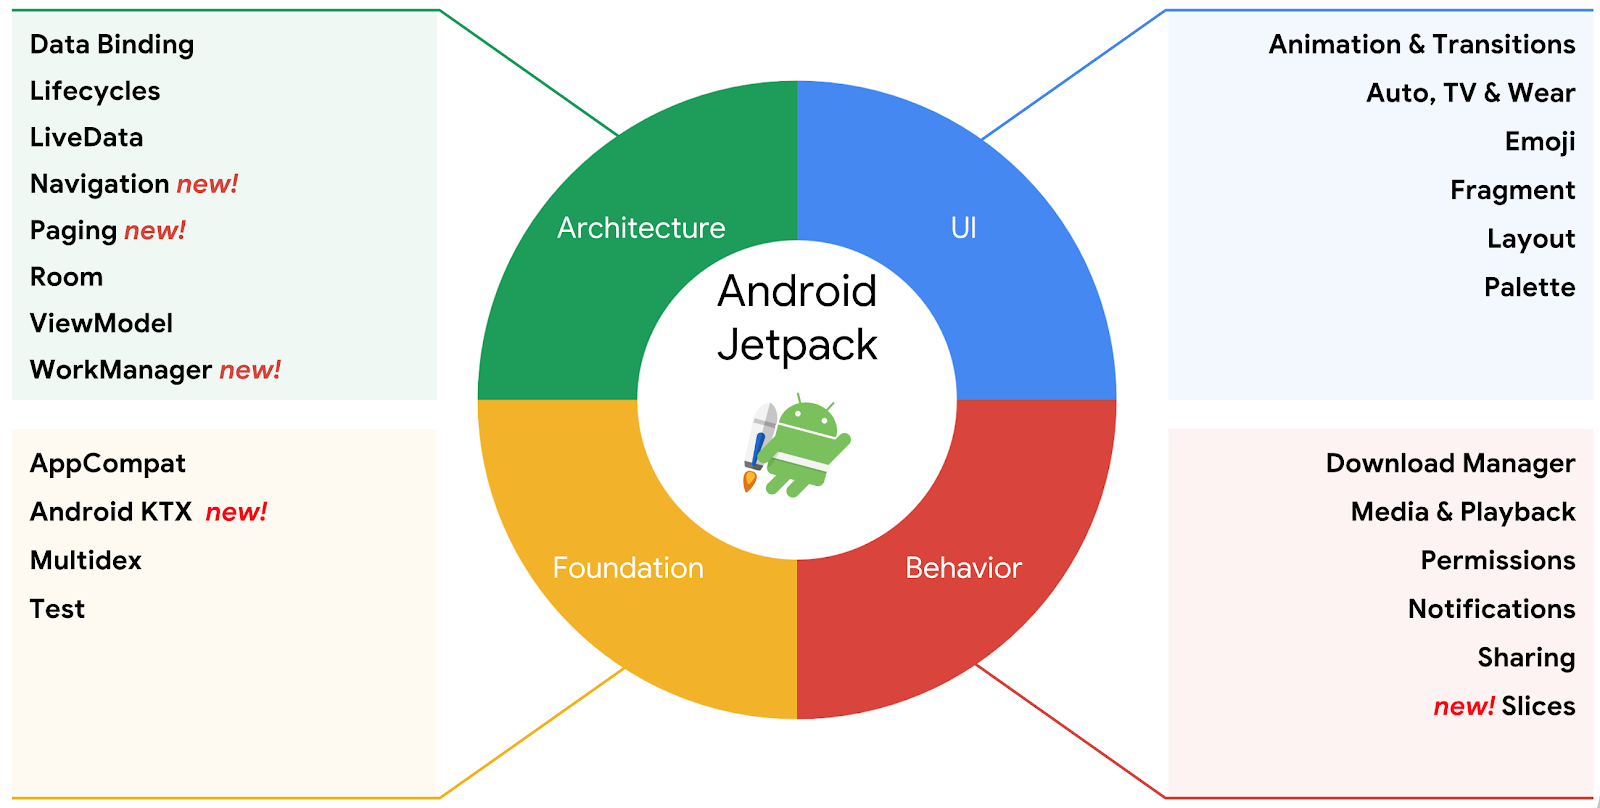 Data Binding
Lifecycles
LiveData
Navigation new!
Paging new!
Room
ViewModel
WorkManager new!
Animation & Transitions
Auto, TV & Wear
Emoji
Fragment
Layout
Palette
Architecture
UI
Android
Jetpack
Foundation
Behavior
AppCompat
Android KTX new!
Multidex
Test
Download Manager
Media & Playback
Permissions
Notifications
Sharing
new! Slices